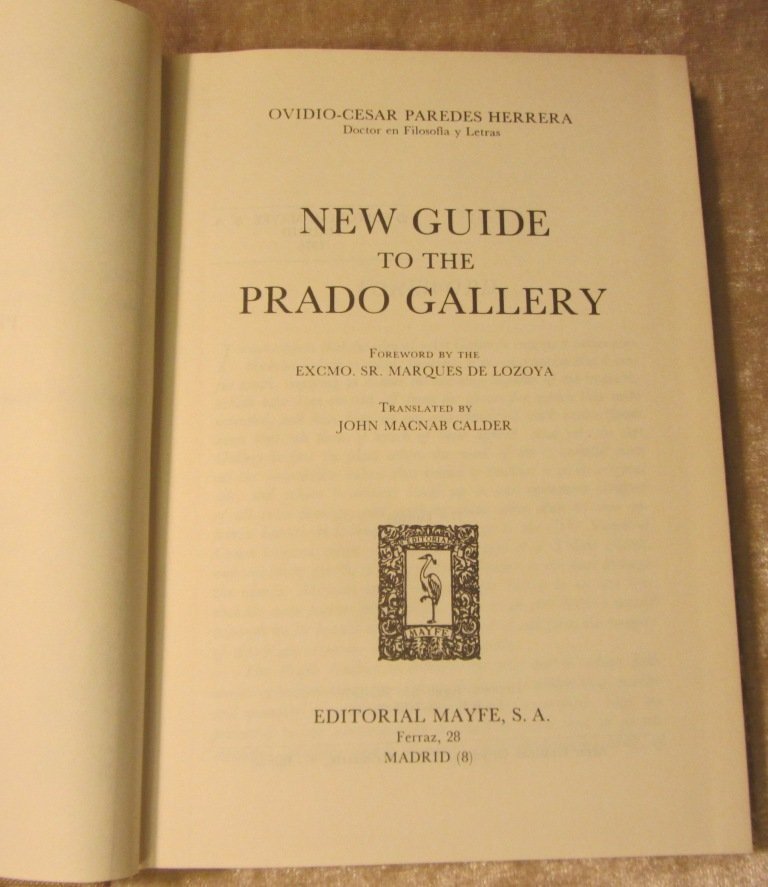 OVIDIO-CESAR PAREDES HERRERA
Doctor en Filosofía y Letras
NEW GUIDE
TO THE
PRADO GALLERY
FOREWORD BY THE
EXCMO. SR. MARQUES DE LOZOYA
TRANSLATED BY
JOHN MACNAB CALDER
EDITORIAL
MAYFE
EDITORIAL MAYFE, S. A.
Ferraz, 28
MADRID (8)